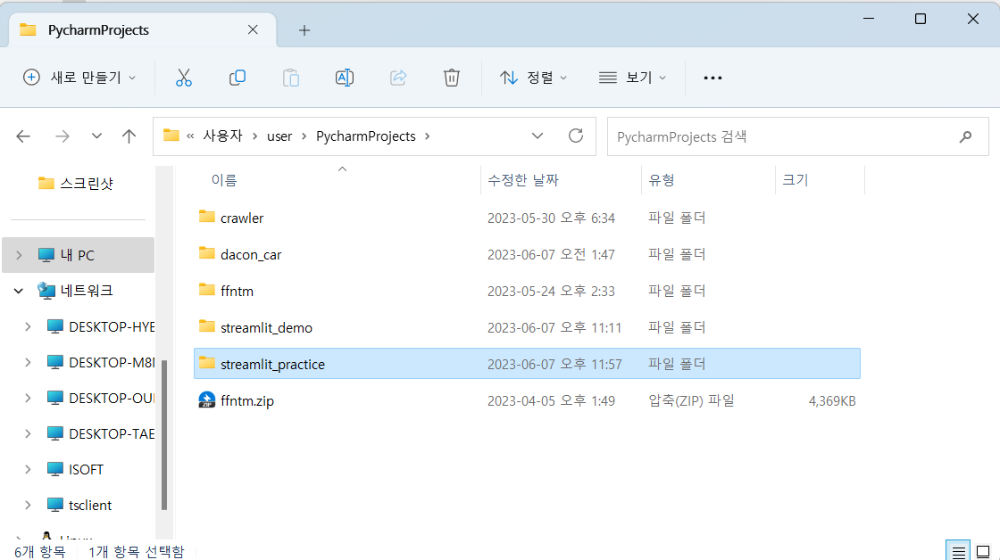 PycharmProjects
새로 만들기
정렬
보기
« 사용자 > user > PycharmProjects >
PycharmProjects 검색
스크린샷
내 PC
네트워크
DESKTOP-HYE
DESKTOP-M8
DESKTOP-OU
DESKTOP-TAE
ISOFT
tsclient
Linux
이름 수정한 날짜 유형 크기
crawler 2023-05-30 오후 6:34 파일 폴더
dacon_car 2023-06-07 오전 1:47 파일 폴더
ffntm 2023-05-24 오후 2:33 파일 폴더
streamlit_demo 2023-06-07 오후 11:11 파일 폴더
streamlit_practice 2023-06-07 오후 11:57 파일 폴더
ZIP ffntm.zip 2023-04-05 오후 1:49 압축(ZIP) 파일 4,369KB
6개 항목 1개 항목 선택함